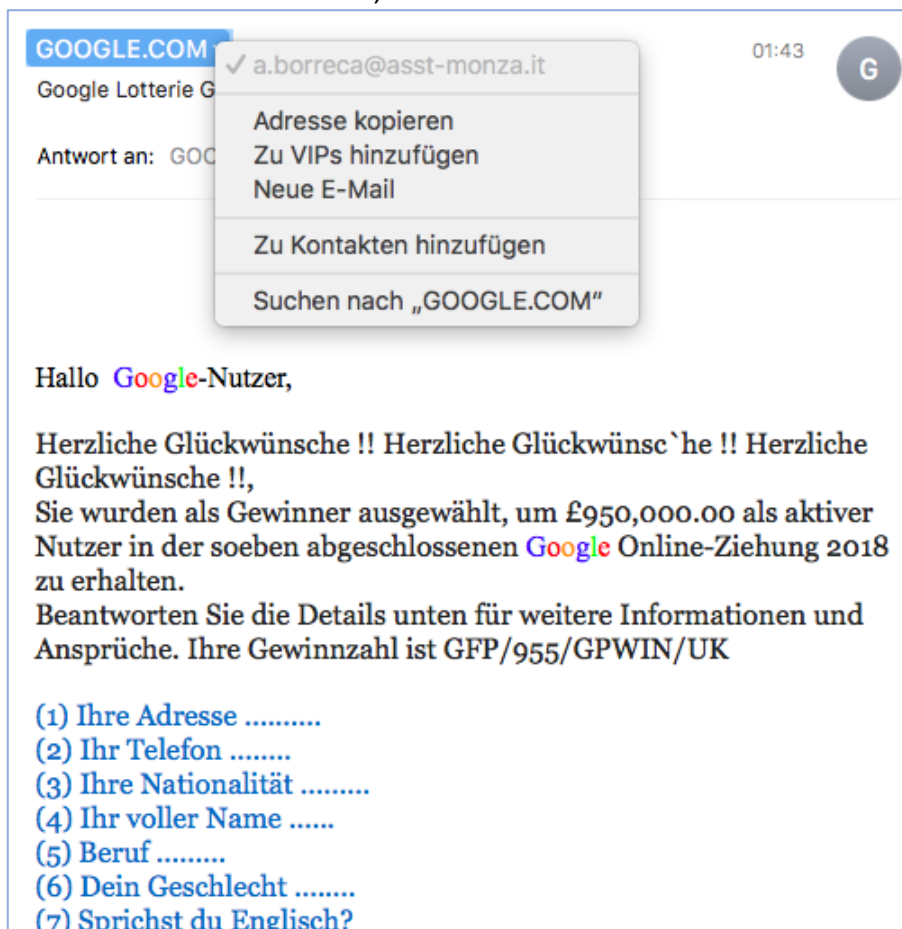 GOOGLE.COM
01:43
G
Google Lotterie G
Antwort an: GOO
✓ a.borreca@asst-monza.it
Adresse kopieren
Zu VIPs hinzufügen
Neue E-Mail
Zu Kontakten hinzufügen
Suchen nach „GOOGLE.COM“
Hallo Google-Nutzer,
Herzliche Glückwünsche !! Herzliche Glückwünsc`he !! Herzliche
Glückwünsche !!,
Sie wurden als Gewinner ausgewählt, um £950,000.00 als aktiver
Nutzer in der soeben abgeschlossenen Google Online-Ziehung 2018
zu erhalten.
Beantworten Sie die Details unten für weitere Informationen und
Ansprüche. Ihre Gewinnzahl ist GFP/955/GPWIN/UK
(1) Ihre Adresse ..........
(2) Ihr Telefon ........
(3) Ihre Nationalität .........
(4) Ihr voller Name ......
(5) Beruf .........
(6) Dein Geschlecht ........
(7) Sprichst du Englisch?